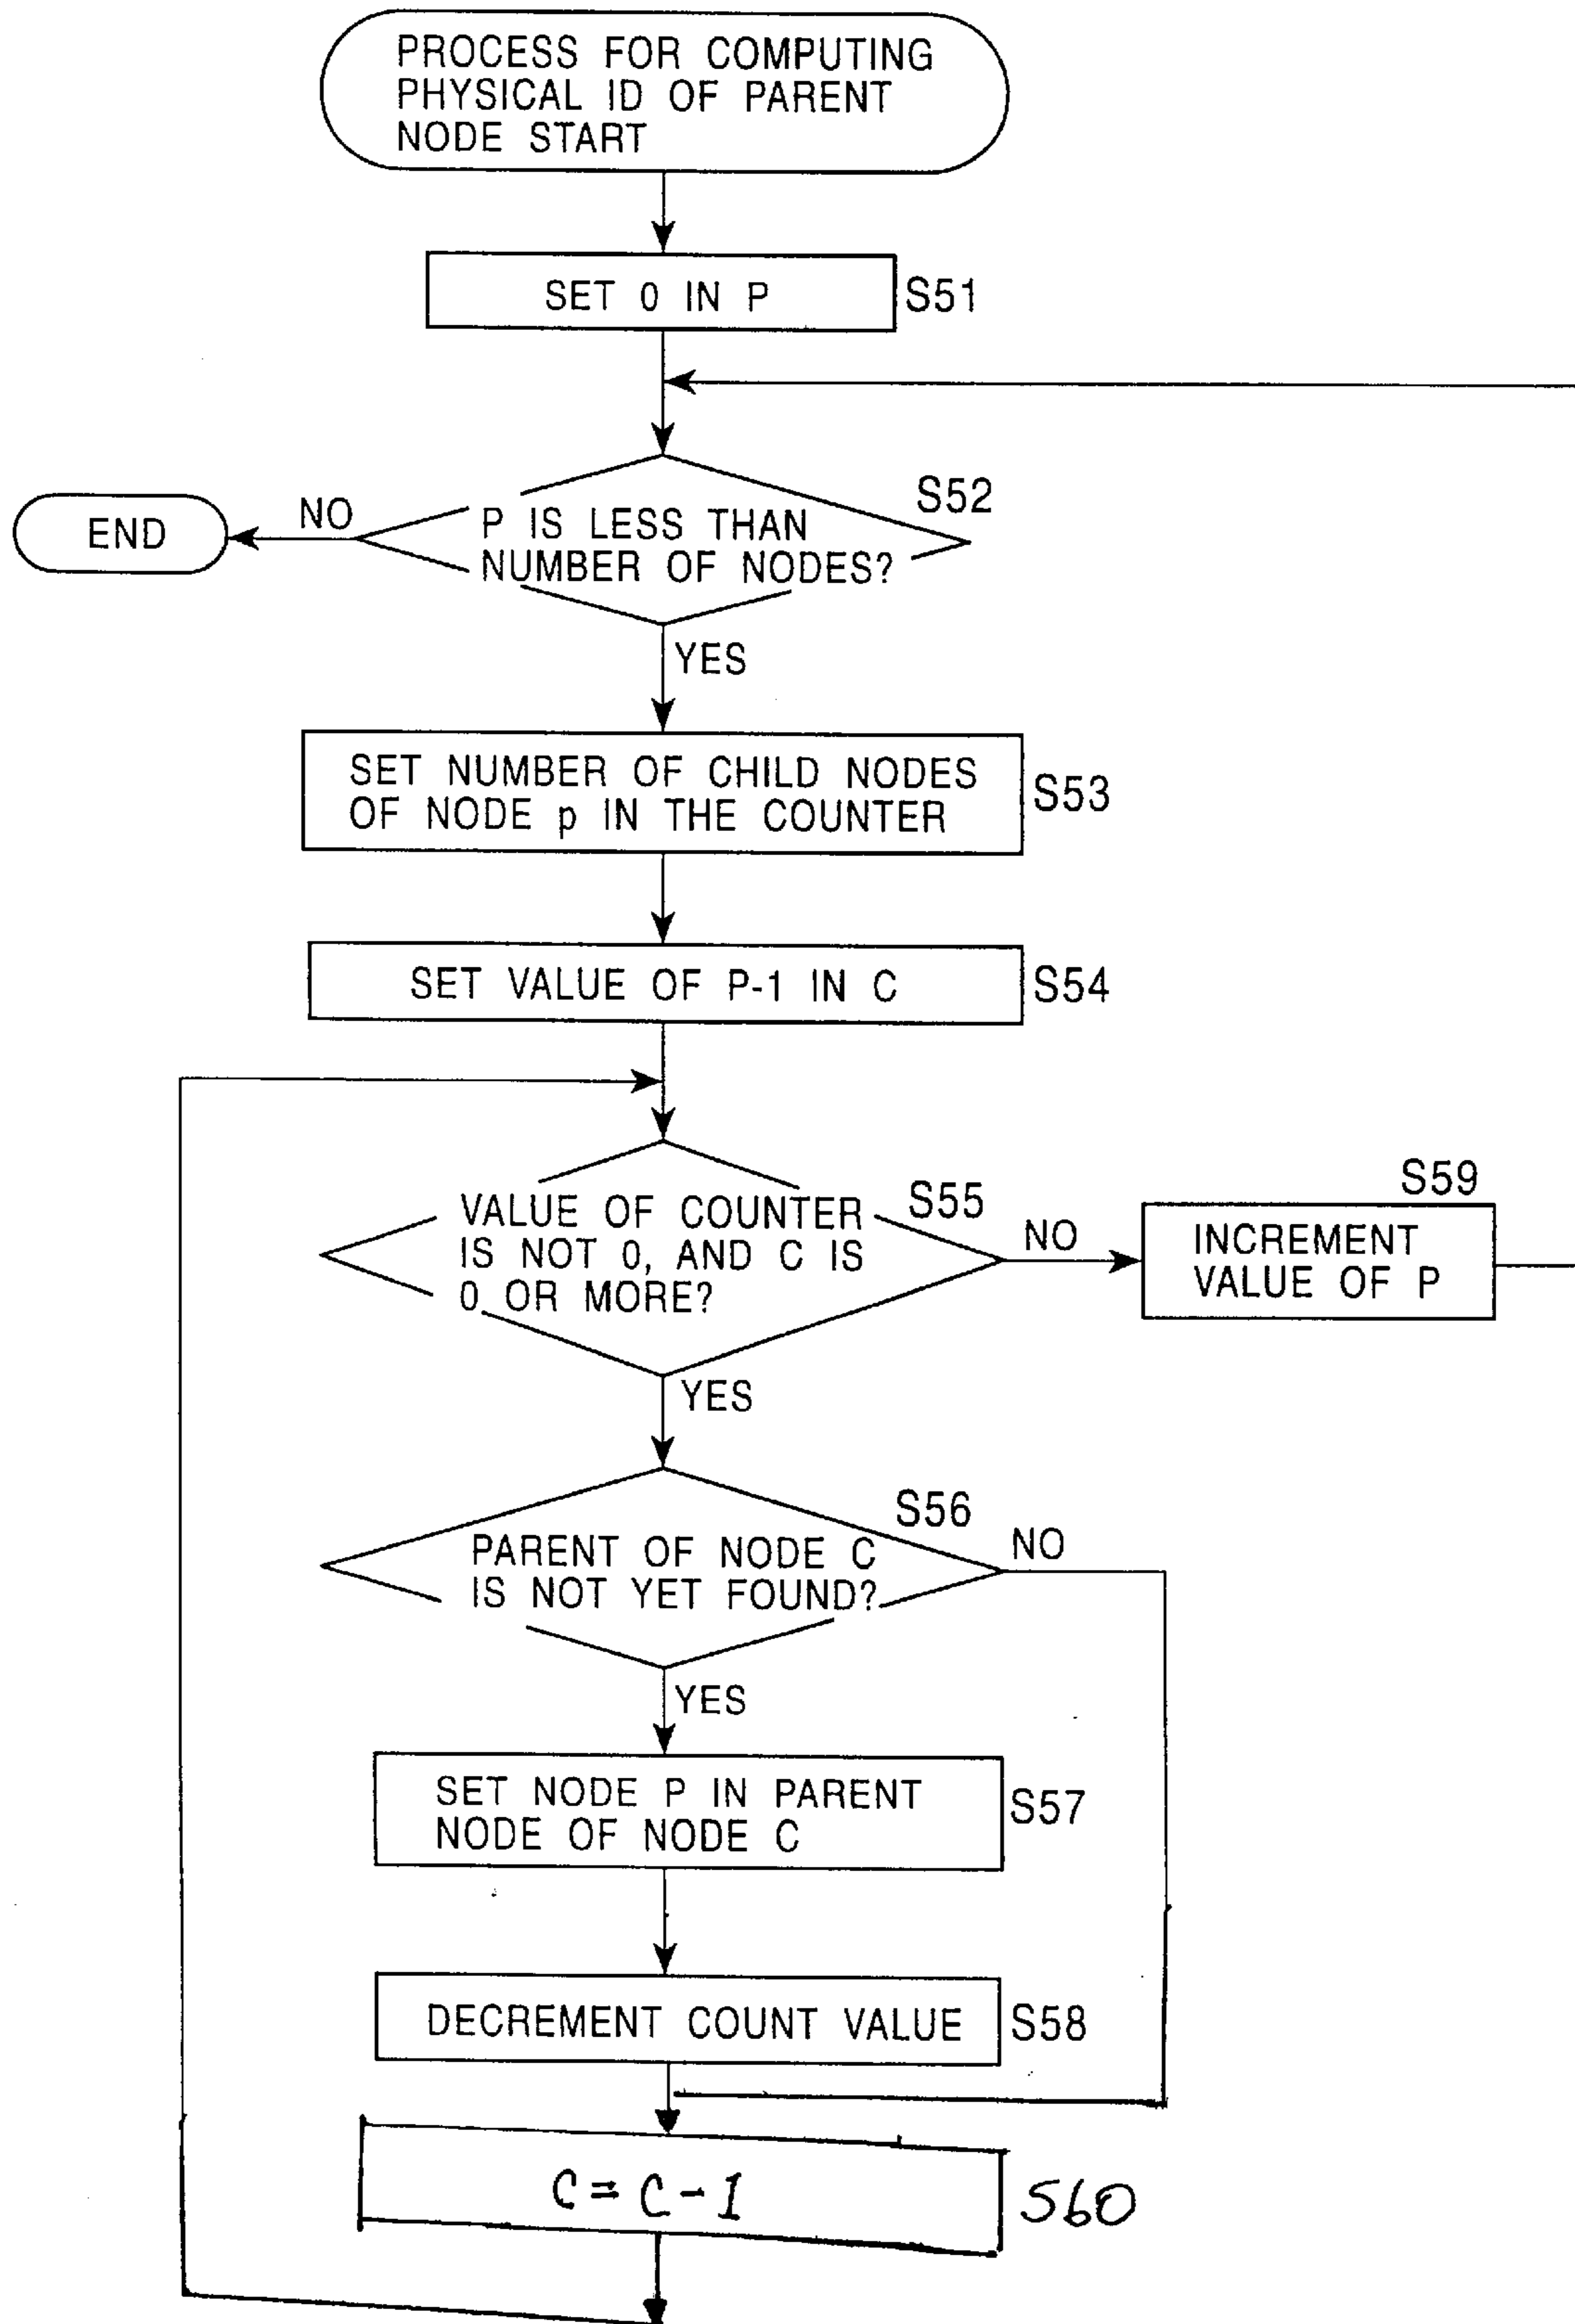 PROCESS FOR COMPUTING
PHYSICAL ID OF PARENT
NODE START
SET 0 IN P
S51
S52
P IS LESS THAN
NUMBER OF NODES?
NO
END
YES
SET NUMBER OF CHILD NODES
OF NODE p IN THE COUNTER
S53
SET VALUE OF P-1 IN C
S54
VALUE OF COUNTER
IS NOT 0, AND C IS
0 OR MORE?
S55
NO
S59
INCREMENT
VALUE OF P
YES
S56
PARENT OF NODE C
IS NOT YET FOUND?
NO
YES
SET NODE P IN PARENT
NODE OF NODE C
S57
DECREMENT COUNT VALUE
S58
C = C - 1
S60